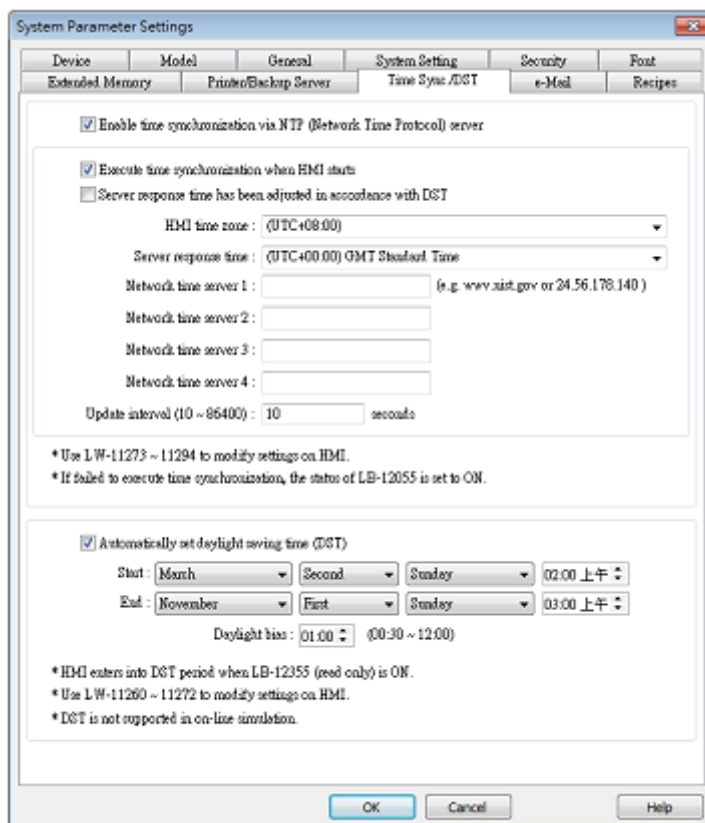 System Parameter Settings
Device Model General System Setting Security Font
Extended Memory Printer/Backup Server Time Sync./DST e-Mail Recipes
Enable time synchronization via NTP (Network Time Protocol) server
Execute time synchronization when HMI starts
Server response time has been adjusted in accordance with DST
HMI time zone : (UTC+08:00)
Server response time : (UTC+00:00) GMT Standard Time
Network time server 1 : (e.g. www.nist.gov or 24.56.178.140 )
Network time server 2 :
Network time server 3 :
Network time server 4 :
Update interval (10 ~ 86400) : 10 seconds
* Use LW-11273 ~ 11294 to modify settings on HMI.
* If failed to execute time synchronization, the status of LB-12055 is set to ON.
Automatically set daylight saving time (DST)
Start : March Second Sunday 02:00 上午
End : November First Sunday 03:00 上午
Daylight bias : 01:00 (00:30 ~ 12:00)
* HMI enters into DST period when LB-12355 (read only) is ON.
* Use LW-11260 ~ 11272 to modify settings on HMI.
* DST is not supported in on-line simulation.
OK Cancel Help